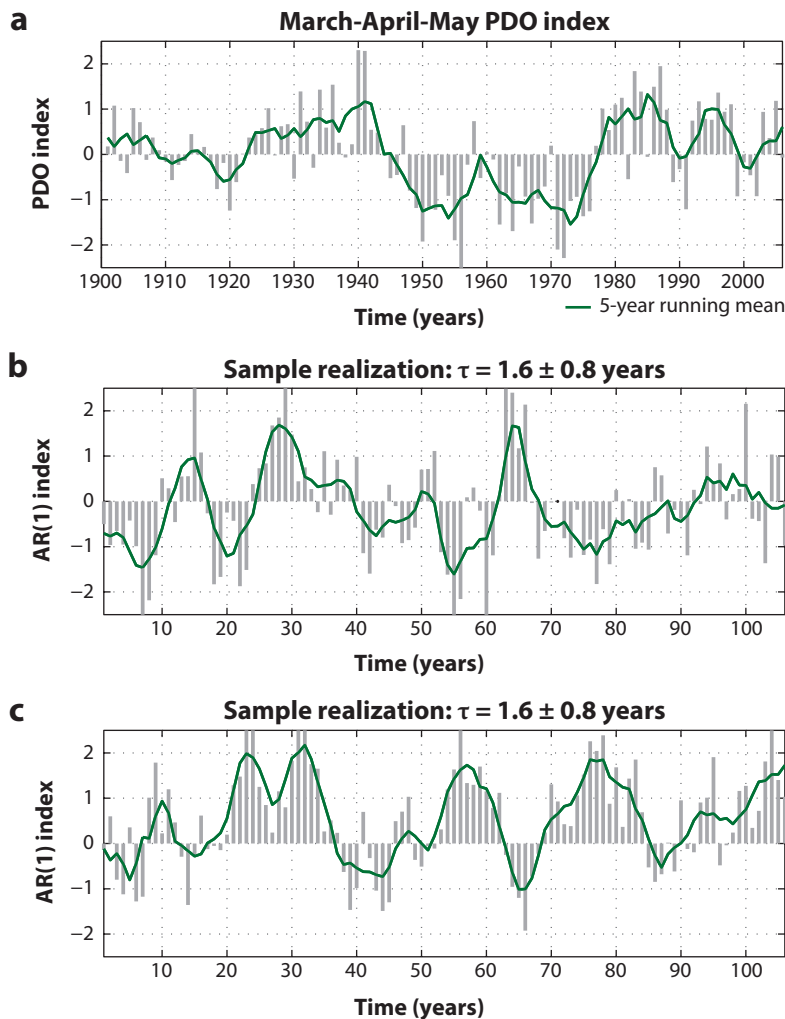 a
March-April-May PDO index
PDO index
2
1
0
−1
−2
1900 1910 1920 1930 1940 1950 1960 1970 1980 1990 2000
Time (years)
5-year running mean
b
Sample realization: τ = 1.6 ± 0.8 years
AR(1) index
2
1
0
−1
−2
10 20 30 40 50 60 70 80 90 100
Time (years)
c
Sample realization: τ = 1.6 ± 0.8 years
AR(1) index
2
1
0
−1
−2
10 20 30 40 50 60 70 80 90 100
Time (years)